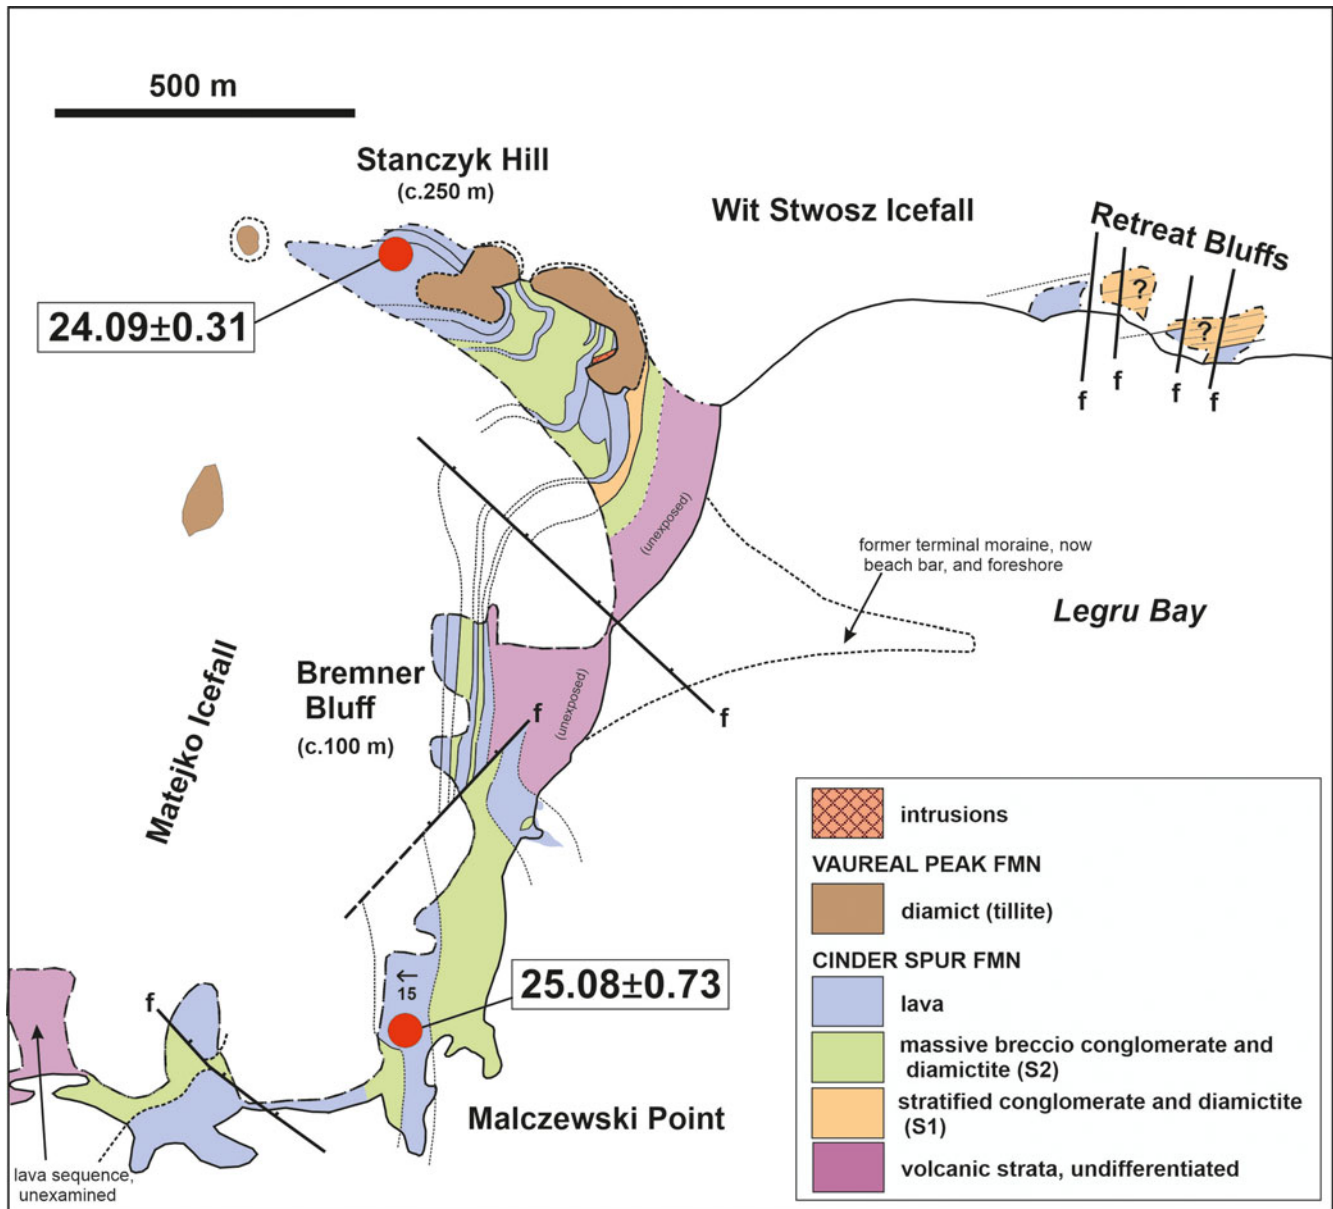 500 m
Stanczyk Hill
(c.250 m)
Wit Stwosz Icefall
Retreat Bluffs
24.09±0.31
?
?
f
f
f
f
(unexposed)
former terminal moraine, now
beach bar, and foreshore
Legru Bay
Matejko Icefall
Bremner
Bluff
(c.100 m)
(unexposed)
f
f
25.08±0.73
←
15
f
Malczewski Point
lava sequence,
unexamined
intrusions
VAUREAL PEAK FMN
diamict (tillite)
CINDER SPUR FMN
lava
massive breccio conglomerate and
diamictite (S2)
stratified conglomerate and diamictite
(S1)
volcanic strata, undifferentiated